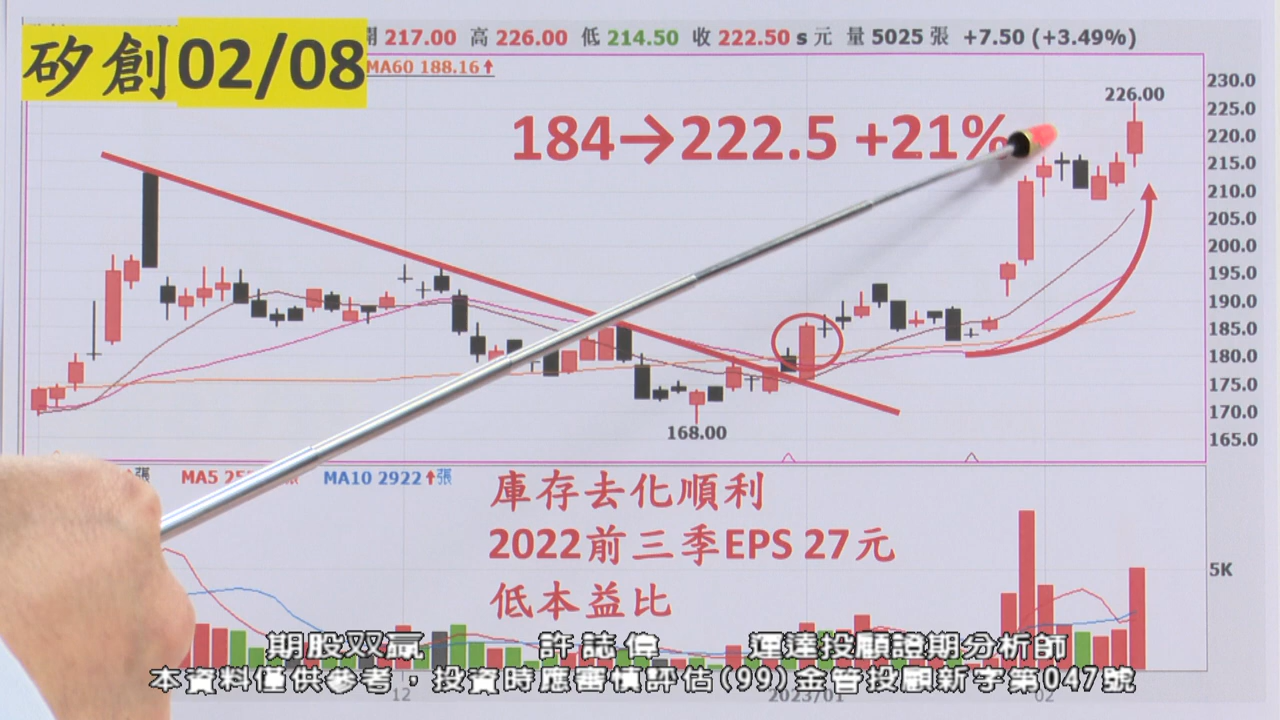 矽創02/08
217.00 高 226.00 低 214.50 收 222.50 s 元 量 5025 張 +7.50 (+3.49%)
MA60 188.16↑
184→222.5 +21%
226.00
168.00
230.0
225.0
220.0
215.0
210.0
205.0
200.0
195.0
190.0
185.0
180.0
175.0
170.0
165.0
張 MA5 MA10 2922↑張
庫存去化順利
2022前三季EPS 27元
低本益比
5K
12 2023/01 02
期股双贏 許誌偉 運達投顧證期分析師
本資料僅供參考，投資時應審慎評估(99)金管投顧新字第047號